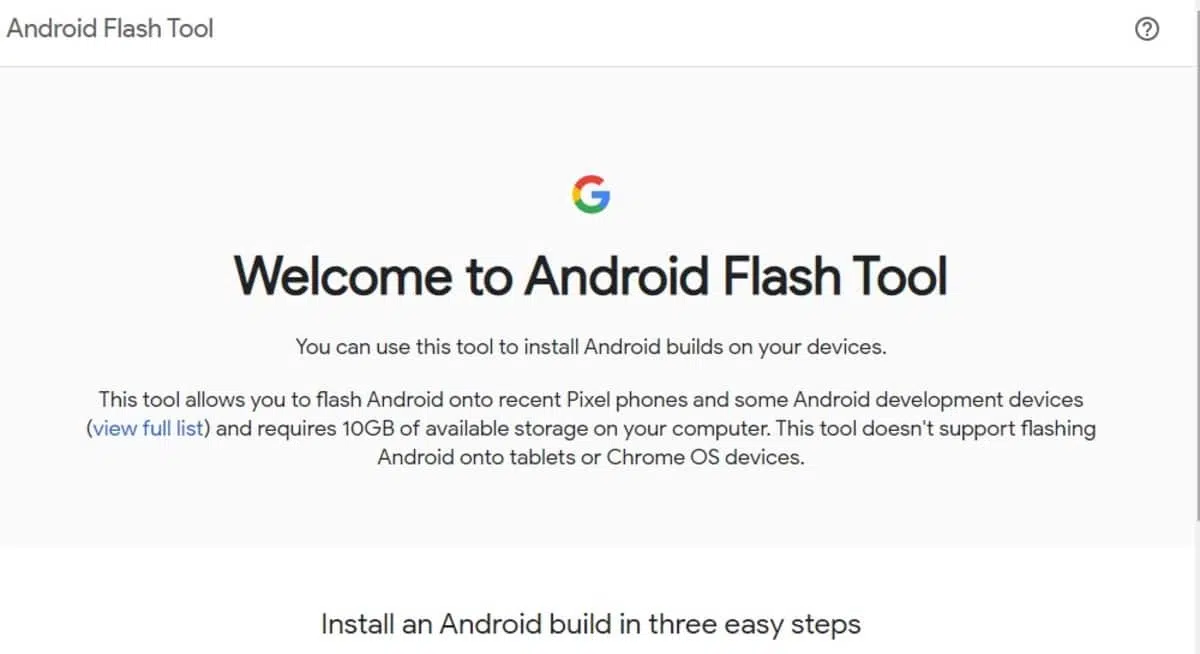 Android Flash Tool
Welcome to Android Flash Tool
You can use this tool to install Android builds on your devices.
This tool allows you to flash Android onto recent Pixel phones and some Android development devices
(view full list) and requires 10GB of available storage on your computer. This tool doesn't support flashing
Android onto tablets or Chrome OS devices.
Install an Android build in three easy steps